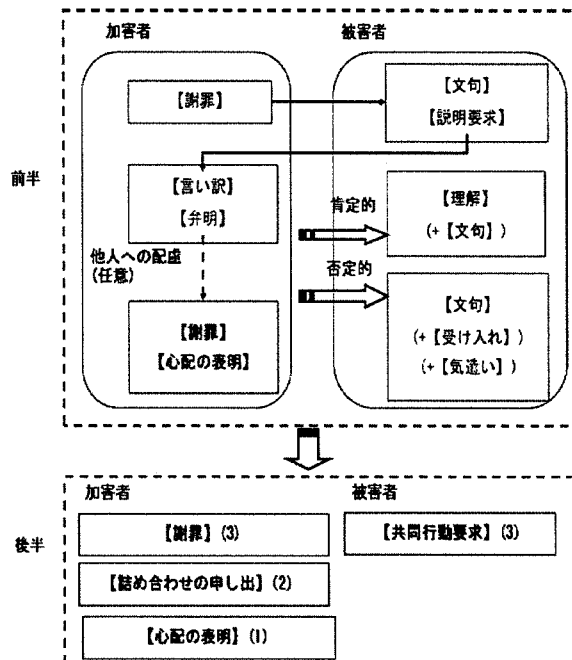 加害者
被害者
【謝罪】
【文句】
【説明要求】
前半
【言い訳】
【弁明】
肯定的
【理解】
(+【文句】)
他人への配慮
(任意)
否定的
【謝罪】
【心配の表明】
【文句】
(+【受け入れ】)
(+【気遣い】)
加害者
被害者
後半
【謝罪】(3)
【共同行動要求】(3)
【詰め合わせの申し出】(2)
【心配の表明】(1)